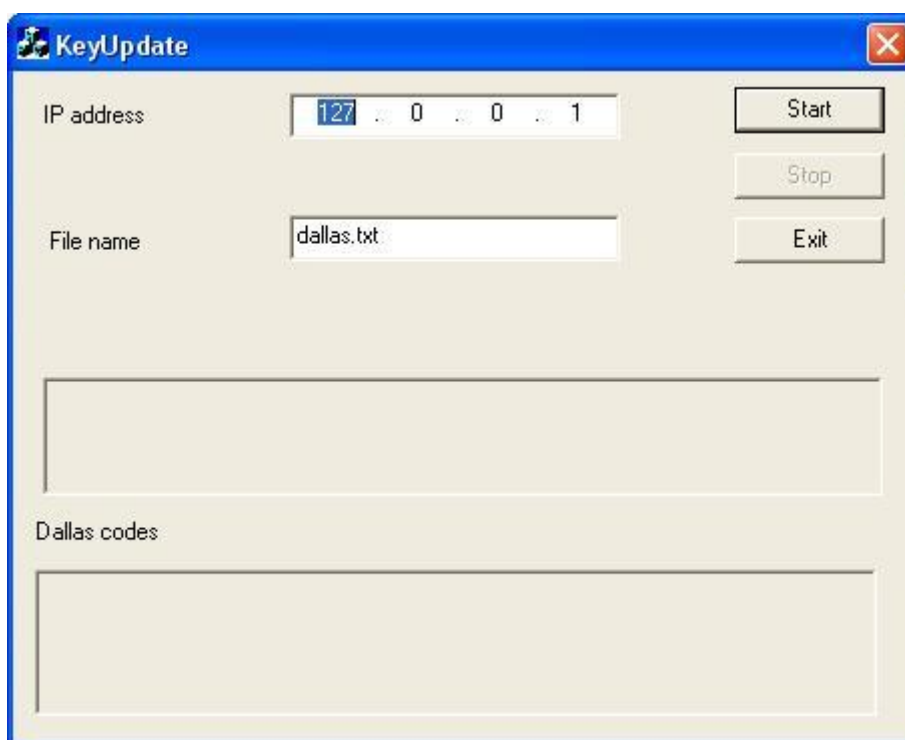 KeyUpdate
IP address
127 . 0 . 0 . 1
Start
Stop
File name
dallas.txt
Exit
Dallas codes